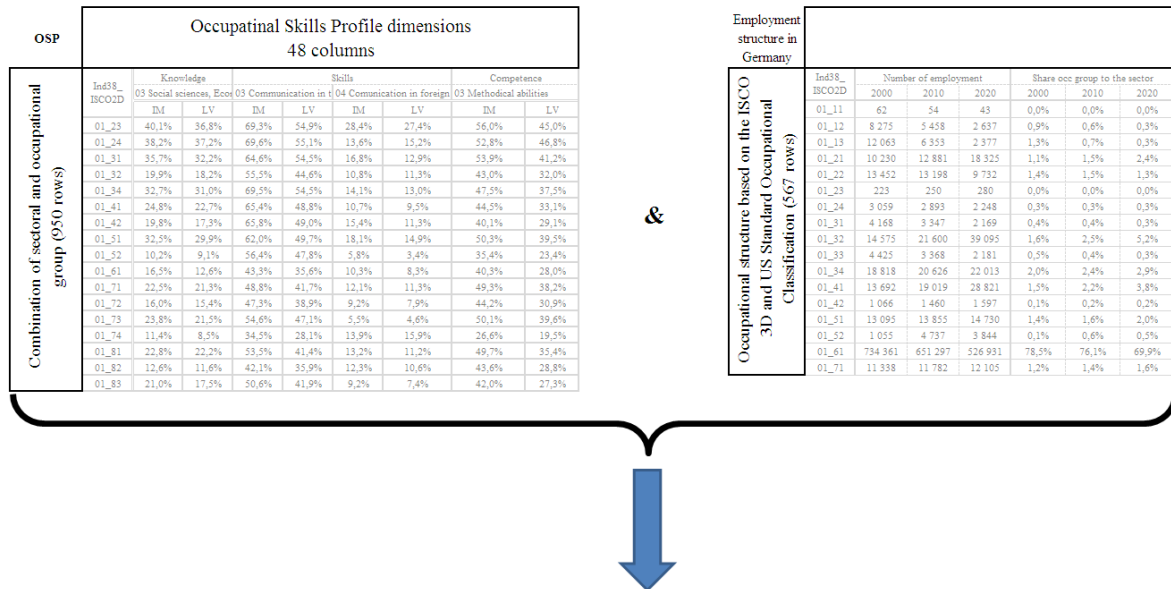 OSP
Occupatinal Skills Profile dimensions
48 columns
Combination of sectoral and occupational
group (950 rows)
Ind38_ Knowledge Skills Competence
ISCO2D 03 Social sciences, Econ 03 Communication in t 04 Comunication in foreign 03 Methodical abilities
IM LV IM LV IM LV IM LV
01_23 40,1% 36,8% 69,3% 54,9% 28,4% 27,4% 56,0% 45,0%
01_24 38,2% 37,2% 69,6% 55,1% 13,6% 15,2% 52,8% 46,8%
01_31 35,7% 32,2% 64,6% 54,5% 16,8% 12,9% 53,9% 41,2%
01_32 19,9% 18,2% 55,5% 44,6% 10,8% 11,3% 43,0% 32,0%
01_34 32,7% 31,0% 69,5% 54,5% 14,1% 13,0% 47,5% 37,5%
01_41 24,8% 22,7% 65,4% 48,8% 10,7% 9,5% 44,5% 33,1%
01_42 19,8% 17,3% 65,8% 49,0% 15,4% 11,3% 40,1% 29,1%
01_51 32,5% 29,9% 62,0% 49,7% 18,1% 14,9% 50,3% 39,5%
01_52 10,2% 9,1% 56,4% 47,8% 5,8% 3,4% 35,4% 23,4%
01_61 16,5% 12,6% 43,3% 35,6% 10,3% 8,3% 40,3% 28,0%
01_71 22,5% 21,3% 48,8% 41,7% 12,1% 11,3% 49,3% 38,2%
01_72 16,0% 15,4% 47,3% 38,9% 9,2% 7,9% 44,2% 30,9%
01_73 23,8% 21,5% 54,6% 47,1% 5,5% 4,6% 50,1% 39,6%
01_74 11,4% 8,5% 34,5% 28,1% 13,9% 15,9% 26,6% 19,5%
01_81 22,8% 22,2% 53,5% 41,4% 13,2% 11,2% 49,7% 35,4%
01_82 12,6% 11,6% 42,1% 35,9% 12,3% 10,6% 43,6% 28,8%
01_83 21,0% 17,5% 50,6% 41,9% 9,2% 7,4% 42,0% 27,3%
&
Employment
structure in
Germany
Occupational structure based on the ISCO
3D and US Standard Occupational
Classification (567 rows)
Ind38_ Number of employment Share occ group to the sector
ISCO2D 2000 2010 2020 2000 2010 2020
01_11 62 54 43 0,0% 0,0% 0,0%
01_12 8 275 5 458 2 637 0,9% 0,6% 0,3%
01_13 12 063 6 353 2 377 1,3% 0,7% 0,3%
01_21 10 230 12 881 18 325 1,1% 1,5% 2,4%
01_22 13 452 13 198 9 732 1,4% 1,5% 1,3%
01_23 223 250 280 0,0% 0,0% 0,0%
01_24 3 059 2 893 2 248 0,3% 0,3% 0,3%
01_31 4 168 3 347 2 169 0,4% 0,4% 0,3%
01_32 14 575 21 600 39 095 1,6% 2,5% 5,2%
01_33 4 425 3 368 2 181 0,5% 0,4% 0,3%
01_34 18 818 20 626 22 013 2,0% 2,4% 2,9%
01_41 13 692 19 019 28 821 1,5% 2,2% 3,8%
01_42 1 066 1 460 1 597 0,1% 0,2% 0,2%
01_51 13 095 13 855 14 730 1,4% 1,6% 2,0%
01_52 1 055 4 737 3 844 0,1% 0,6% 0,5%
01_61 734 361 651 297 526 931 78,5% 76,1% 69,9%
01_71 11 338 11 782 12 105 1,2% 1,4% 1,6%